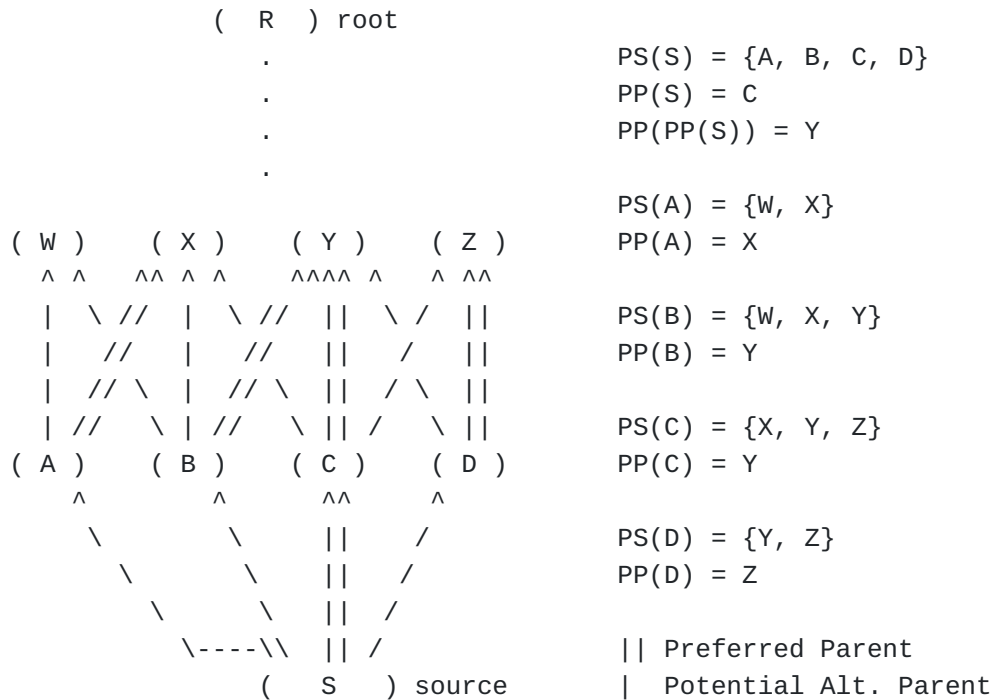 ( R ) root
. PS(S) = {A, B, C, D}
. PP(S) = C
. PP(PP(S)) = Y
.
PS(A) = {W, X}
( W ) ( X ) ( Y ) ( Z ) PP(A) = X
^ ^ ^^ ^ ^ ^^^^ ^ ^ ^^
| \ // | \ // || \ / || PS(B) = {W, X, Y}
| // | // || / || PP(B) = Y
| // \ | // \ || / \ ||
| // \ | // \ || / \ || PS(C) = {X, Y, Z}
( A ) ( B ) ( C ) ( D ) PP(C) = Y
^ ^ ^^ ^
\ \ || / PS(D) = {Y, Z}
\ \ || / PP(D) = Z
\ \ || /
\----\\ || / || Preferred Parent
( S ) source | Potential Alt. Parent